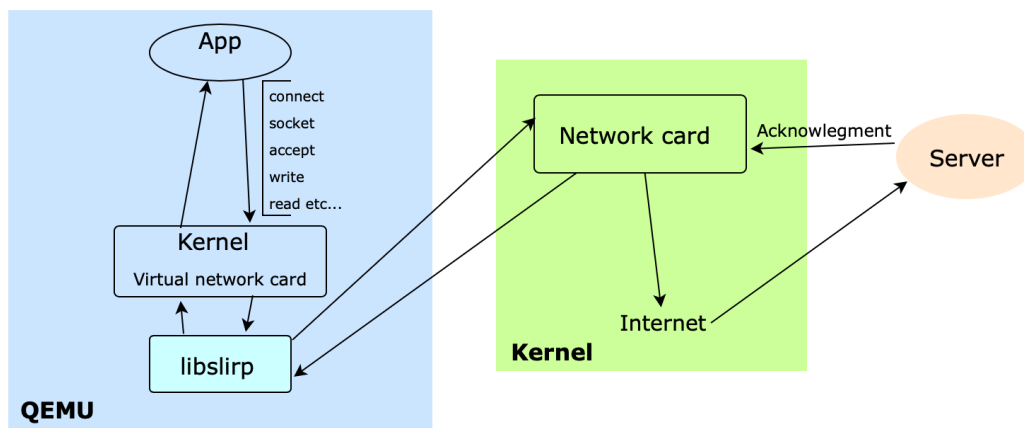 App
connect
socket
accept
write
read etc...
Kernel
Virtual network card
libslirp
QEMU
Network card
Internet
Kernel
Acknowlegment
Server